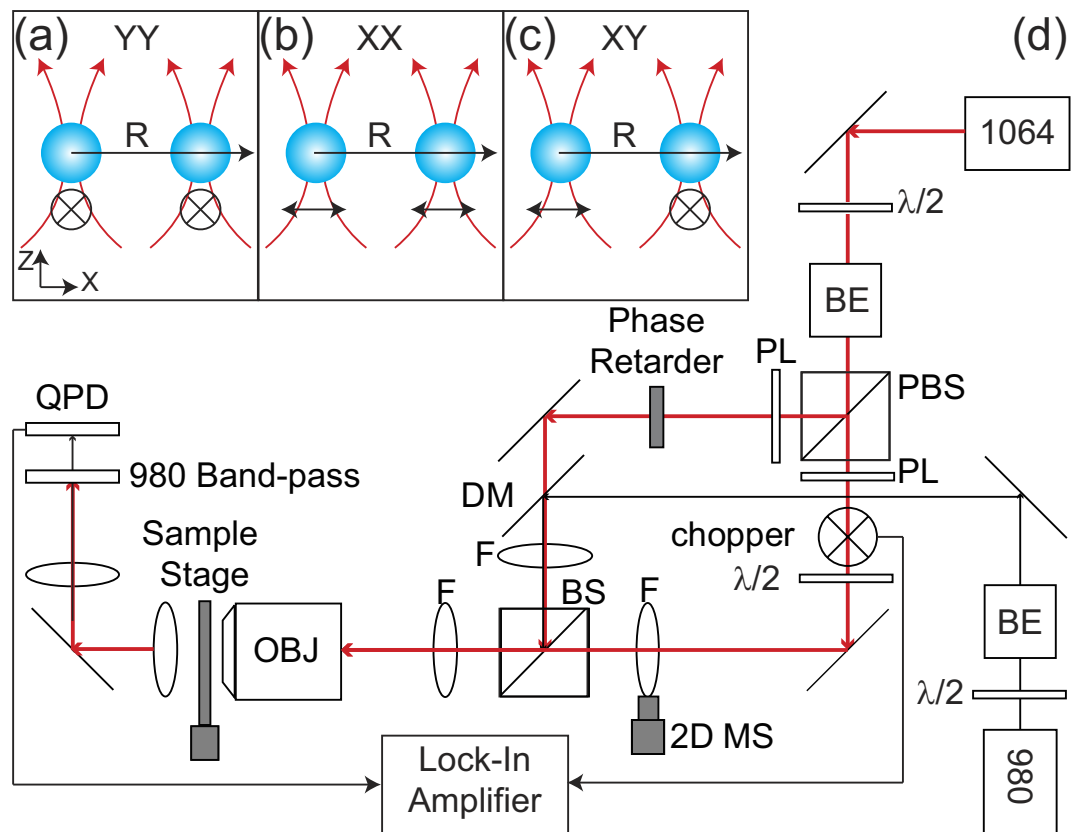 (a)
YY
(b)
XX
(c)
XY
(d)
R
R
R
Z
X
1064
λ/2
BE
Phase
Retarder
PL
PBS
QPD
PL
980 Band-pass
DM
Sample
Stage
F
chopper
λ/2
F
BS
F
OBJ
BE
λ/2
2D MS
Lock-In
Amplifier
980